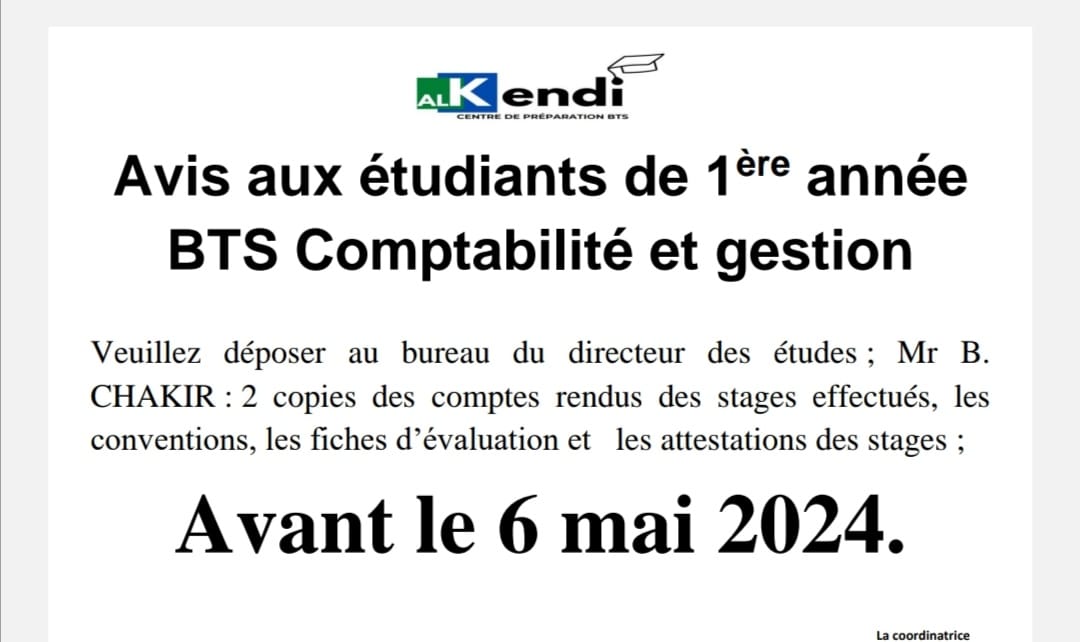 ALKendi
CENTRE DE PRÉPARATION BTS
Avis aux étudiants de 1ère année
BTS Comptabilité et gestion
Veuillez déposer au bureau du directeur des études ; Mr B.
CHAKIR : 2 copies des comptes rendus des stages effectués, les
conventions, les fiches d’évaluation et les attestations des stages ;
Avant le 6 mai 2024.
La coordinatrice